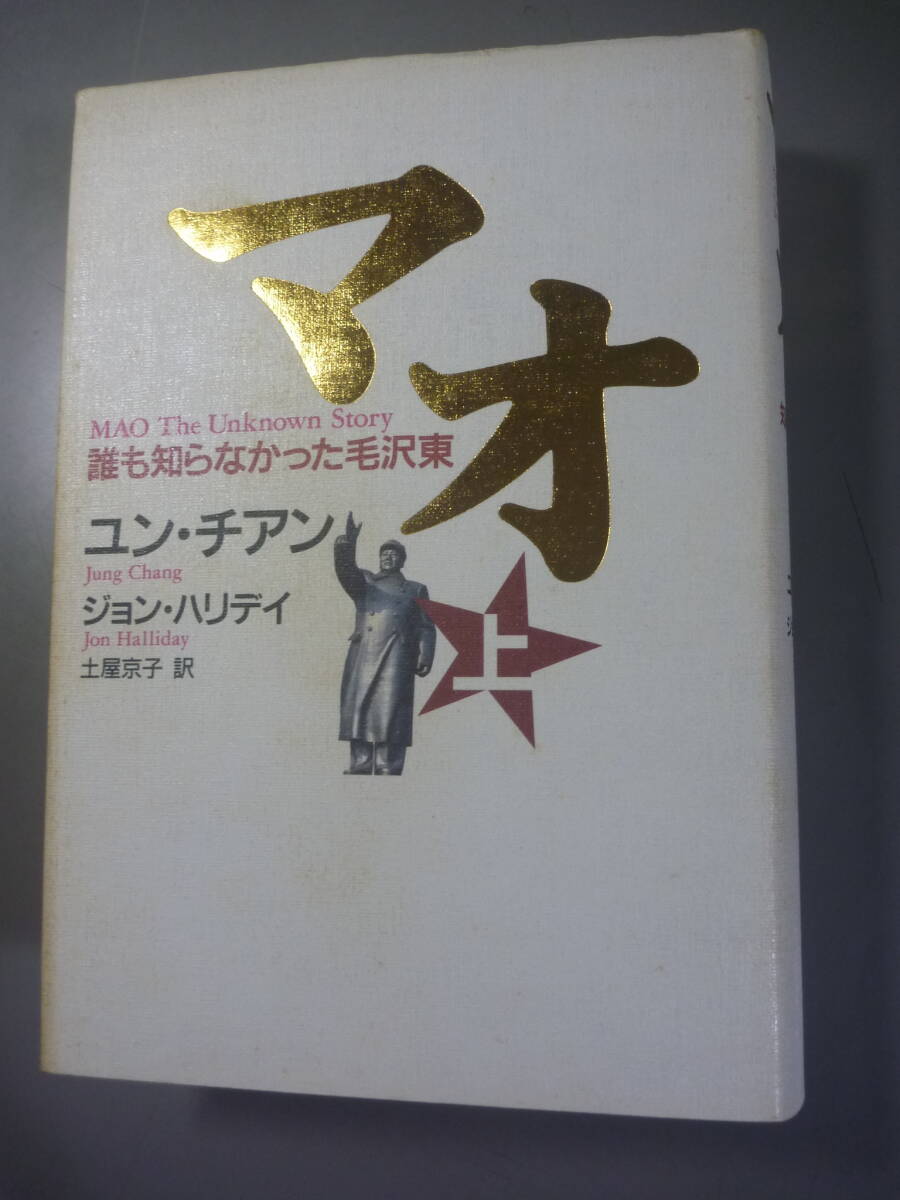 マオ
MAO The Unknown Story
誰も知らなかった毛沢東
ユン・チアン
Jung Chang
ジョン・ハリデイ
Jon Halliday
土屋京子 訳
上